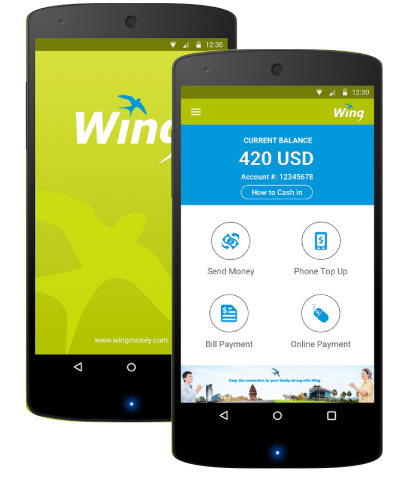 12:30
Wing
www.wingmoney.com
12:30
Wing
CURRENT BALANCE
420 USD
Account #: 12345678
How to Cash In
Send Money
Phone Top Up
Bill Payment
Online Payment
Keep the connection to your family strong with Wing